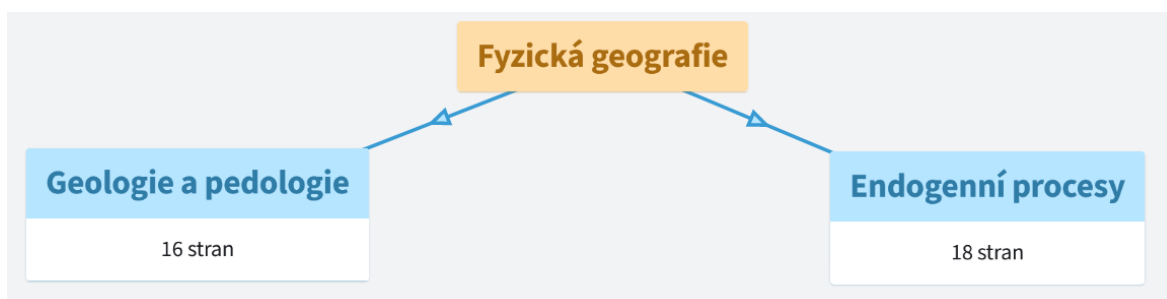 Fyzická geografie
Geologie a pedologie
16 stran
Endogenní procesy
18 stran